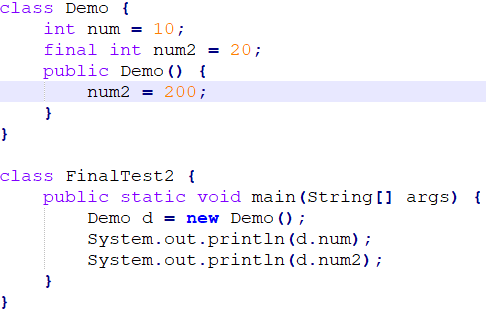 class Demo {
    int num = 10;
    final int num2 = 20;
    public Demo() {
        num2 = 200;
    }
}

class FinalTest2 {
    public static void main(String[] args) {
        Demo d = new Demo();
        System.out.println(d.num);
        System.out.println(d.num2);
    }
}